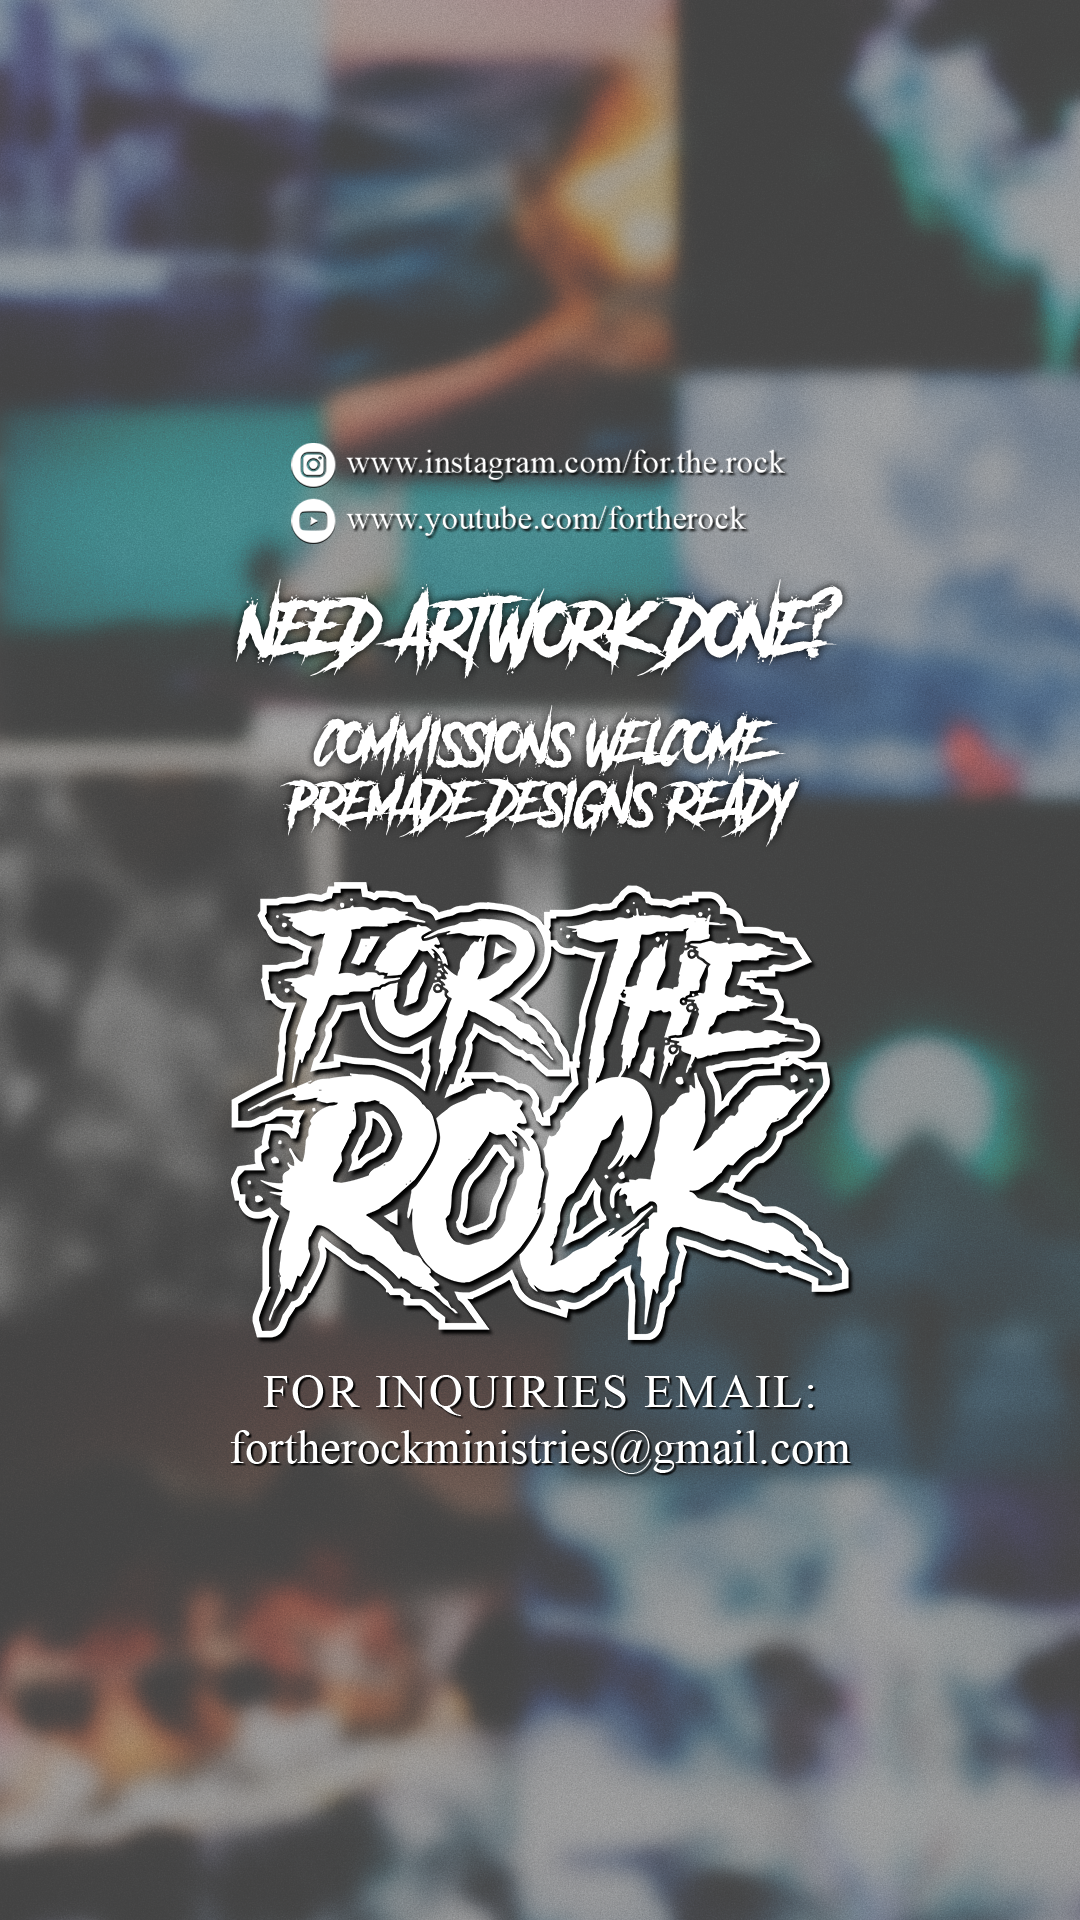 www.instagram.com/for.the.rock
www.youtube.com/fortherock
NEED ARTWORK DONE?
COMMISSIONS WELCOME
PREMADE DESIGNS READY
FOR THE
ROCK
FOR INQUIRIES EMAIL:
fortherockministries@gmail.com